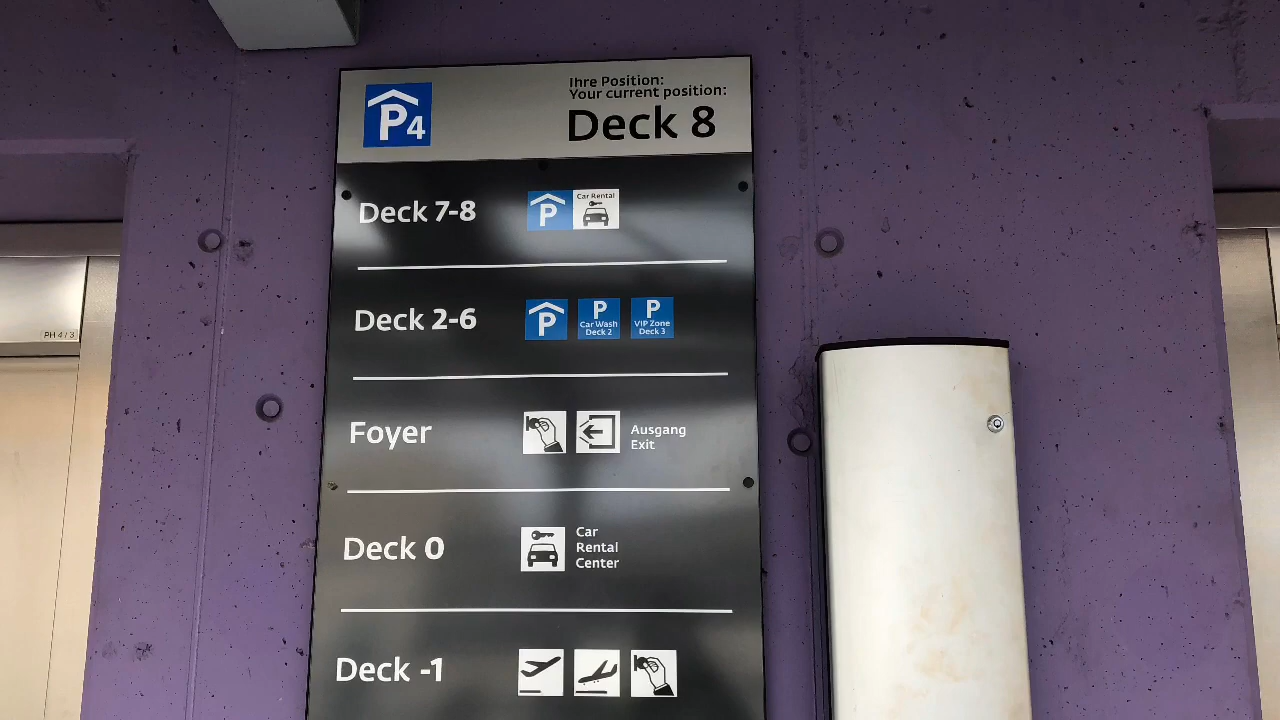 P4
Ihre Position:
Your current position:
Deck 8
Deck 7-8
P
Car Rental
Deck 2-6
P
P
Car Wash
Deck 2
P
VIP Zone
Deck 3
PH 4 / 3
Foyer
Ausgang
Exit
Deck 0
Car
Rental
Center
Deck -1